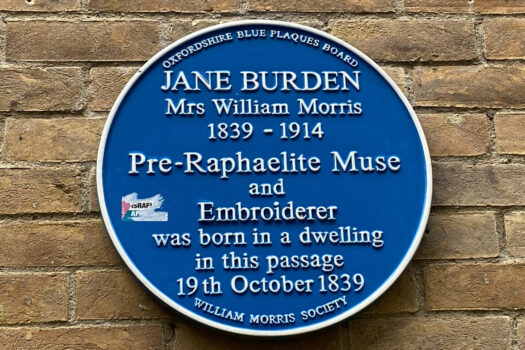 OXFORDSHIRE BLUE PLAQUES BOARD
JANE BURDEN
Mrs William Morris
1839 - 1914
Pre-Raphaelite Muse
and
Embroiderer
was born in a dwelling
in this passage
19th October 1839
WILLIAM MORRIS SOCIETY